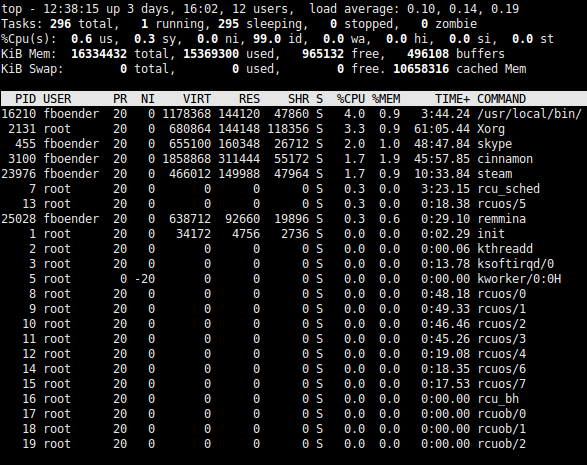 top - 12:38:15 up 3 days, 16:02, 12 users,  load average: 0.10, 0.14, 0.19
Tasks: 296 total,   1 running, 295 sleeping,   0 stopped,   0 zombie
%Cpu(s):  0.6 us,  0.3 sy,  0.0 ni, 99.0 id,  0.0 wa,  0.0 hi,  0.0 si,  0.0 st
KiB Mem:  16334432 total, 15369300 used,   965132 free,   496108 buffers
KiB Swap:        0 total,        0 used,        0 free. 10658316 cached Mem
PID USER      PR  NI    VIRT    RES    SHR S  %CPU %MEM     TIME+ COMMAND
16210 fboender  20   0 1178368 144120  47860 S   4.0  0.9   3:44.24 /usr/local/bin/
2131 root      20   0  680864 144148 118356 S   3.3  0.9  61:05.44 Xorg
455 fboender  20   0  655100 160348  26712 S   2.0  1.0  48:47.84 skype
3100 fboender  20   0 1858868 311444  55172 S   1.7  1.9  45:57.85 cinnamon
23976 fboender  20   0  466012 149988  47964 S   1.7  0.9  10:33.84 steam
7 root      20   0       0      0      0 S   0.3  0.0   3:23.15 rcu_sched
13 root      20   0       0      0      0 S   0.3  0.0   0:18.38 rcuos/5
25028 fboender  20   0  638712  92660  19896 S   0.3  0.6   0:29.10 remmina
1 root      20   0   34172   4756   2736 S   0.0  0.0   0:02.29 init
2 root      20   0       0      0      0 S   0.0  0.0   0:00.06 kthreadd
3 root      20   0       0      0      0 S   0.0  0.0   0:13.78 ksoftirqd/0
5 root       0 -20       0      0      0 S   0.0  0.0   0:00.00 kworker/0:0H
8 root      20   0       0      0      0 S   0.0  0.0   0:48.18 rcuos/0
9 root      20   0       0      0      0 S   0.0  0.0   0:49.33 rcuos/1
10 root      20   0       0      0      0 S   0.0  0.0   0:46.46 rcuos/2
11 root      20   0       0      0      0 S   0.0  0.0   0:45.26 rcuos/3
12 root      20   0       0      0      0 S   0.0  0.0   0:19.08 rcuos/4
14 root      20   0       0      0      0 S   0.0  0.0   0:18.35 rcuos/6
15 root      20   0       0      0      0 S   0.0  0.0   0:17.53 rcuos/7
16 root      20   0       0      0      0 S   0.0  0.0   0:00.00 rcu_bh
17 root      20   0       0      0      0 S   0.0  0.0   0:00.00 rcuob/0
18 root      20   0       0      0      0 S   0.0  0.0   0:00.00 rcuob/1
19 root      20   0       0      0      0 S   0.0  0.0   0:00.00 rcuob/2